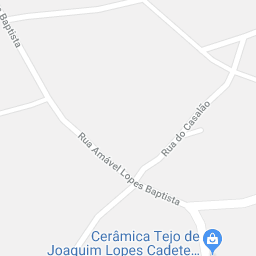 Baptista
Rua do Casalão
Rua Amável Lopes Baptista
Cerâmica Tejo de
Joaquim Lopes Cadete...